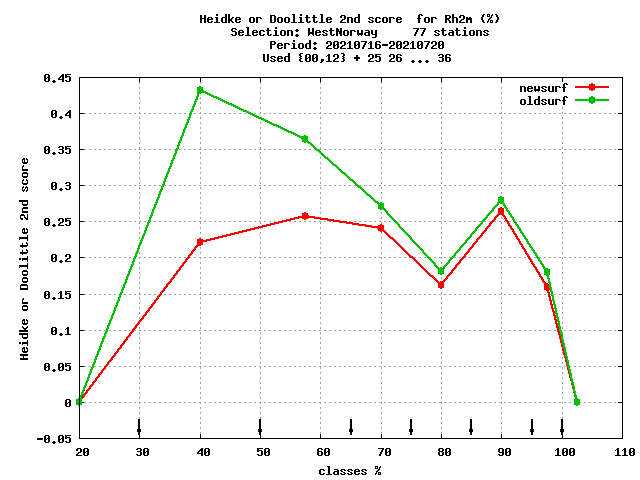 Heidke or Doolittle 2nd score  for Rh2m (%)
Selection: WestNorway     77 stations
Period: 20210716-20210720
Used {00,12} + 25 26 ... 36
newsurf
oldsurf
0.45
0.4
0.35
0.3
0.25
0.2
0.15
0.1
0.05
0
-0.05
Heidke or Doolittle 2nd score
20 30 40 50 60 70 80 90 100 110
classes %